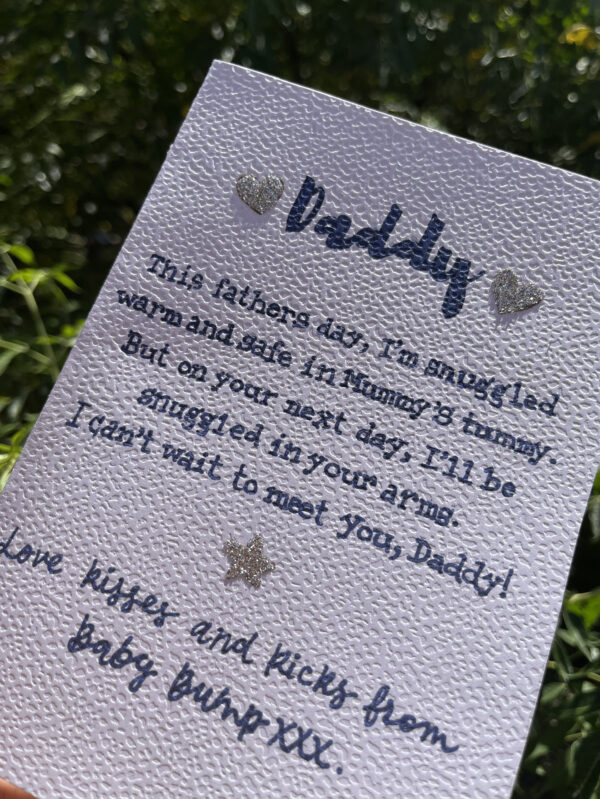 Daddy
This fathers day, I'm snuggled
warm and safe in Mummy's tummy.
But on your next day, I'll be
snuggled in your arms.
I can't wait to meet you, Daddy!
Love kisses and kicks from
Baby Bump xxx.